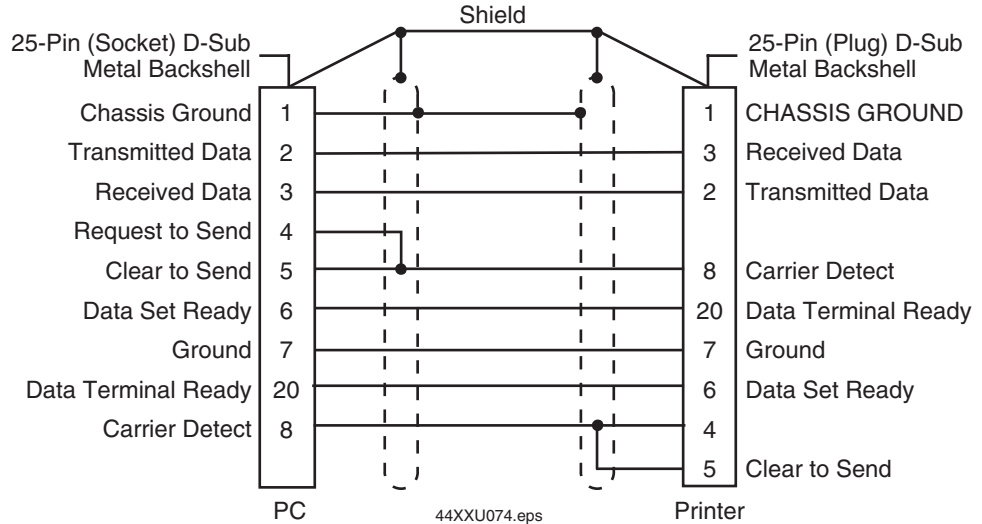 Shield
25-Pin (Socket) D-Sub
Metal Backshell
25-Pin (Plug) D-Sub
Metal Backshell
Chassis Ground 1 1 CHASSIS GROUND
Transmitted Data 2 3 Received Data
Received Data 3 2 Transmitted Data
Request to Send 4
Clear to Send 5 8 Carrier Detect
Data Set Ready 6 20 Data Terminal Ready
Ground 7 7 Ground
Data Terminal Ready 20 6 Data Set Ready
Carrier Detect 8 4
5 Clear to Send
PC 44XXU074.eps Printer